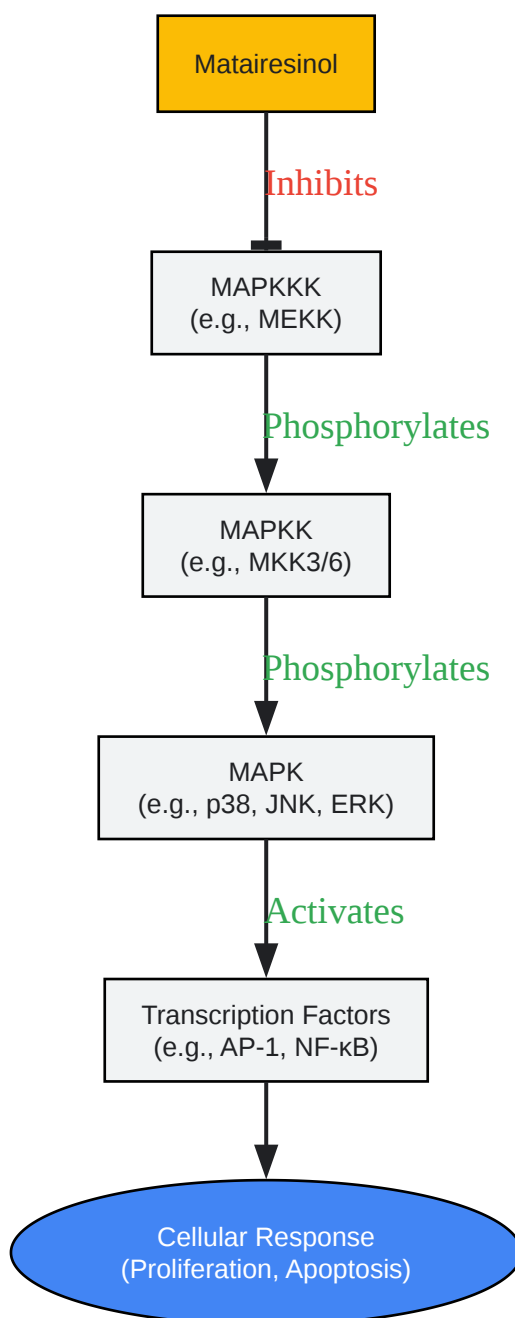 Matairesinol
Inhibits
MAPKKK
(e.g., MEKK)
Phosphorylates
MAPKK
(e.g., MKK3/6)
Phosphorylates
MAPK
(e.g., p38, JNK, ERK)
Activates
Transcription Factors
(e.g., AP-1, NF-κB)
Cellular Response
(Proliferation, Apoptosis)